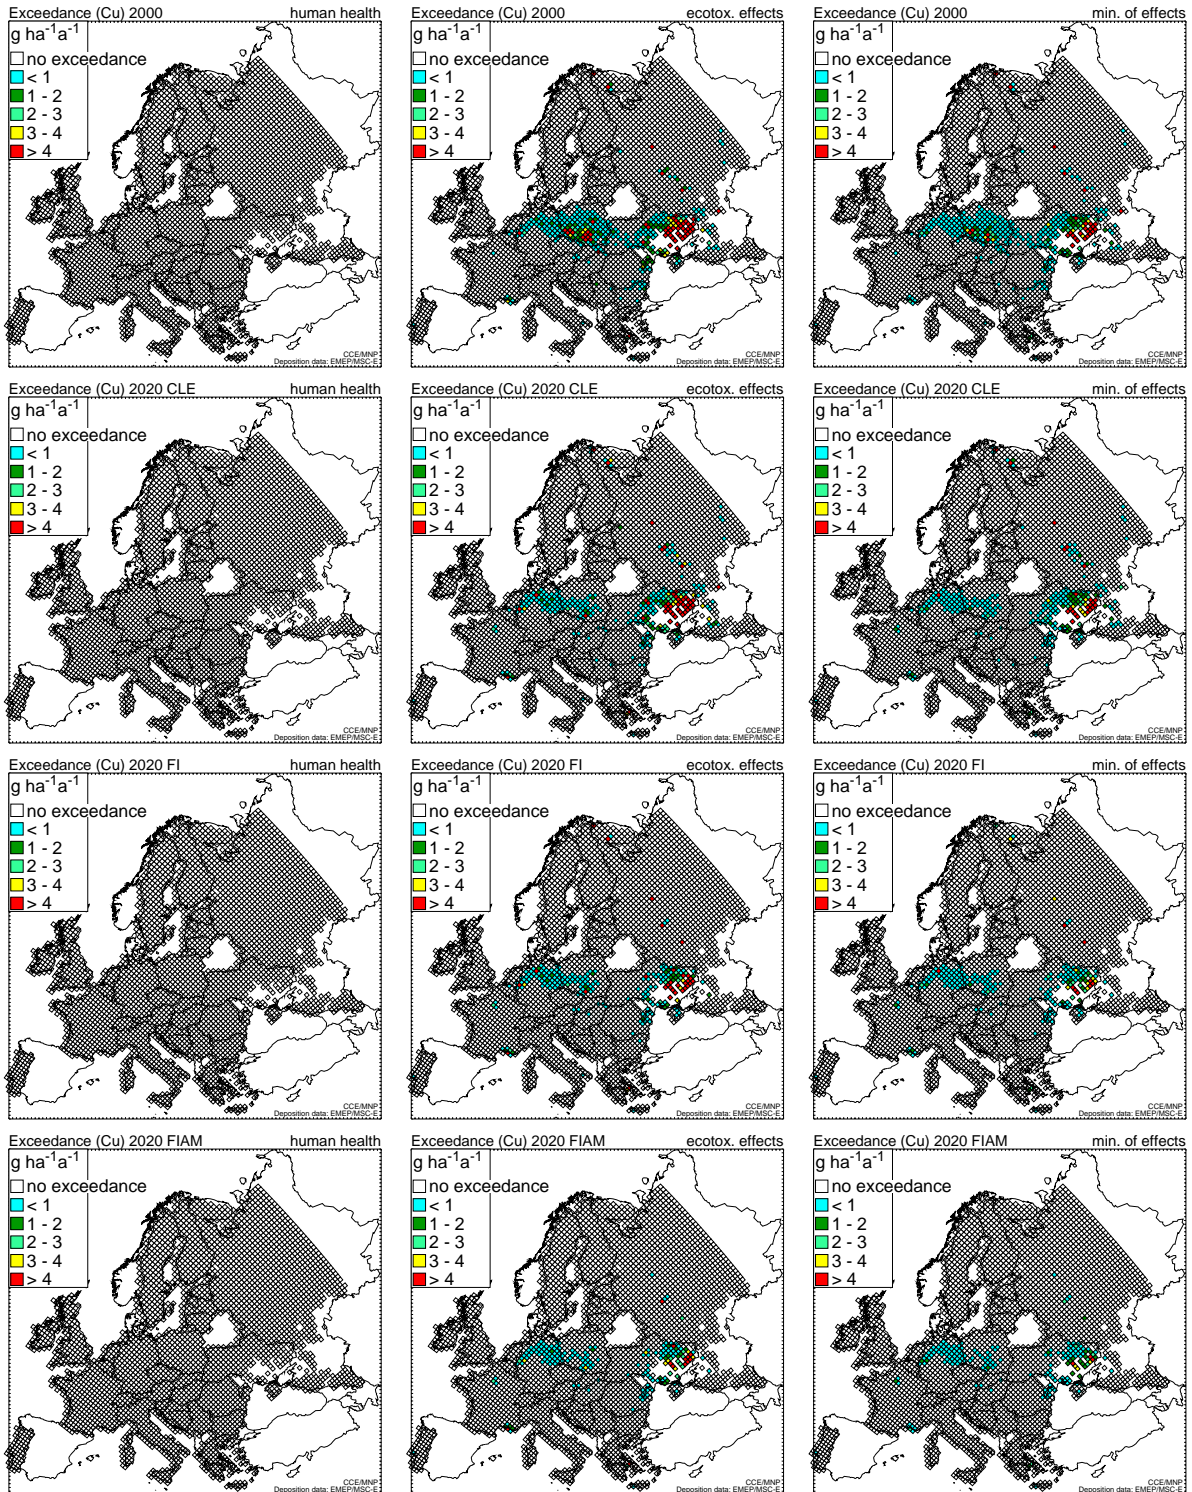 Exceedance (Cu) 2000 human health
g ha⁻¹a⁻¹
no exceedance
< 1
1 - 2
2 - 3
3 - 4
> 4
CCE/MNP
Deposition data: EMEP/MSC-E
Exceedance (Cu) 2000 ecotox. effects
g ha⁻¹a⁻¹
no exceedance
< 1
1 - 2
2 - 3
3 - 4
> 4
CCE/MNP
Deposition data: EMEP/MSC-E
Exceedance (Cu) 2000 min. of effects
g ha⁻¹a⁻¹
no exceedance
< 1
1 - 2
2 - 3
3 - 4
> 4
CCE/MNP
Deposition data: EMEP/MSC-E
Exceedance (Cu) 2020 CLE human health
g ha⁻¹a⁻¹
no exceedance
< 1
1 - 2
2 - 3
3 - 4
> 4
CCE/MNP
Deposition data: EMEP/MSC-E
Exceedance (Cu) 2020 CLE ecotox. effects
g ha⁻¹a⁻¹
no exceedance
< 1
1 - 2
2 - 3
3 - 4
> 4
CCE/MNP
Deposition data: EMEP/MSC-E
Exceedance (Cu) 2020 CLE min. of effects
g ha⁻¹a⁻¹
no exceedance
< 1
1 - 2
2 - 3
3 - 4
> 4
CCE/MNP
Deposition data: EMEP/MSC-E
Exceedance (Cu) 2020 FI human health
g ha⁻¹a⁻¹
no exceedance
< 1
1 - 2
2 - 3
3 - 4
> 4
CCE/MNP
Deposition data: EMEP/MSC-E
Exceedance (Cu) 2020 FI ecotox. effects
g ha⁻¹a⁻¹
no exceedance
< 1
1 - 2
2 - 3
3 - 4
> 4
CCE/MNP
Deposition data: EMEP/MSC-E
Exceedance (Cu) 2020 FI min. of effects
g ha⁻¹a⁻¹
no exceedance
< 1
1 - 2
2 - 3
3 - 4
> 4
CCE/MNP
Deposition data: EMEP/MSC-E
Exceedance (Cu) 2020 FIAM human health
g ha⁻¹a⁻¹
no exceedance
< 1
1 - 2
2 - 3
3 - 4
> 4
CCE/MNP
Deposition data: EMEP/MSC-E
Exceedance (Cu) 2020 FIAM ecotox. effects
g ha⁻¹a⁻¹
no exceedance
< 1
1 - 2
2 - 3
3 - 4
> 4
CCE/MNP
Deposition data: EMEP/MSC-E
Exceedance (Cu) 2020 FIAM min. of effects
g ha⁻¹a⁻¹
no exceedance
< 1
1 - 2
2 - 3
3 - 4
> 4
CCE/MNP
Deposition data: EMEP/MSC-E